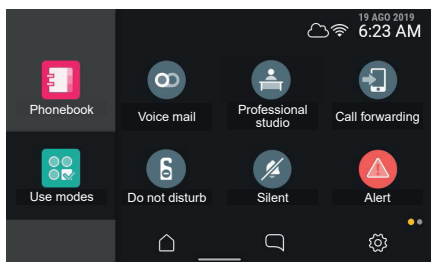 19 AGO 2019
6:23 AM
Phonebook
Voice mail
Professional
studio
Call forwarding
Use modes
Do not disturb
Silent
Alert